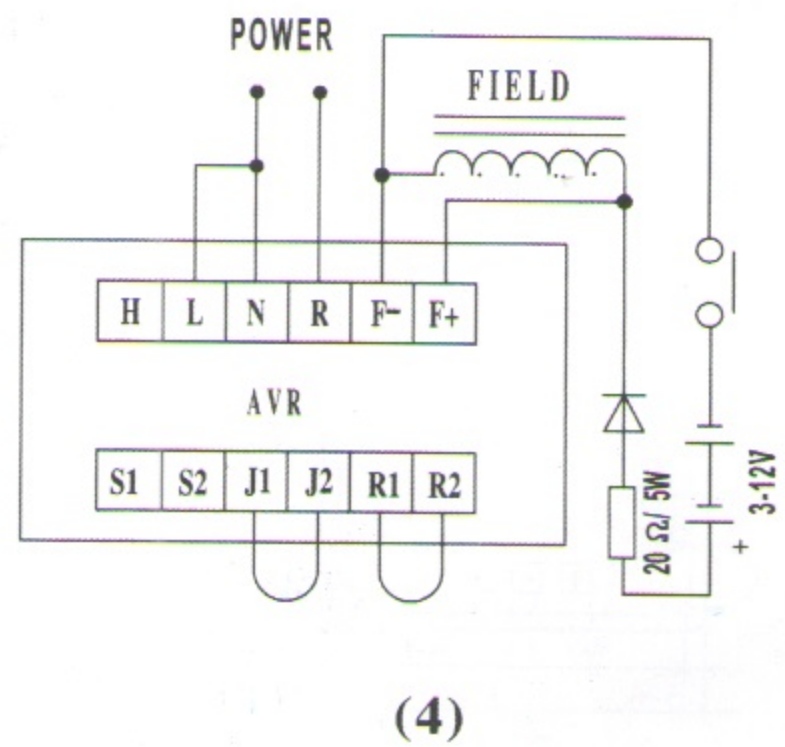 POWER
FIELD
H L N R F- F+
AVR
S1 S2 J1 J2 R1 R2
20 Ω/ 5W
3-12V
+
(4)